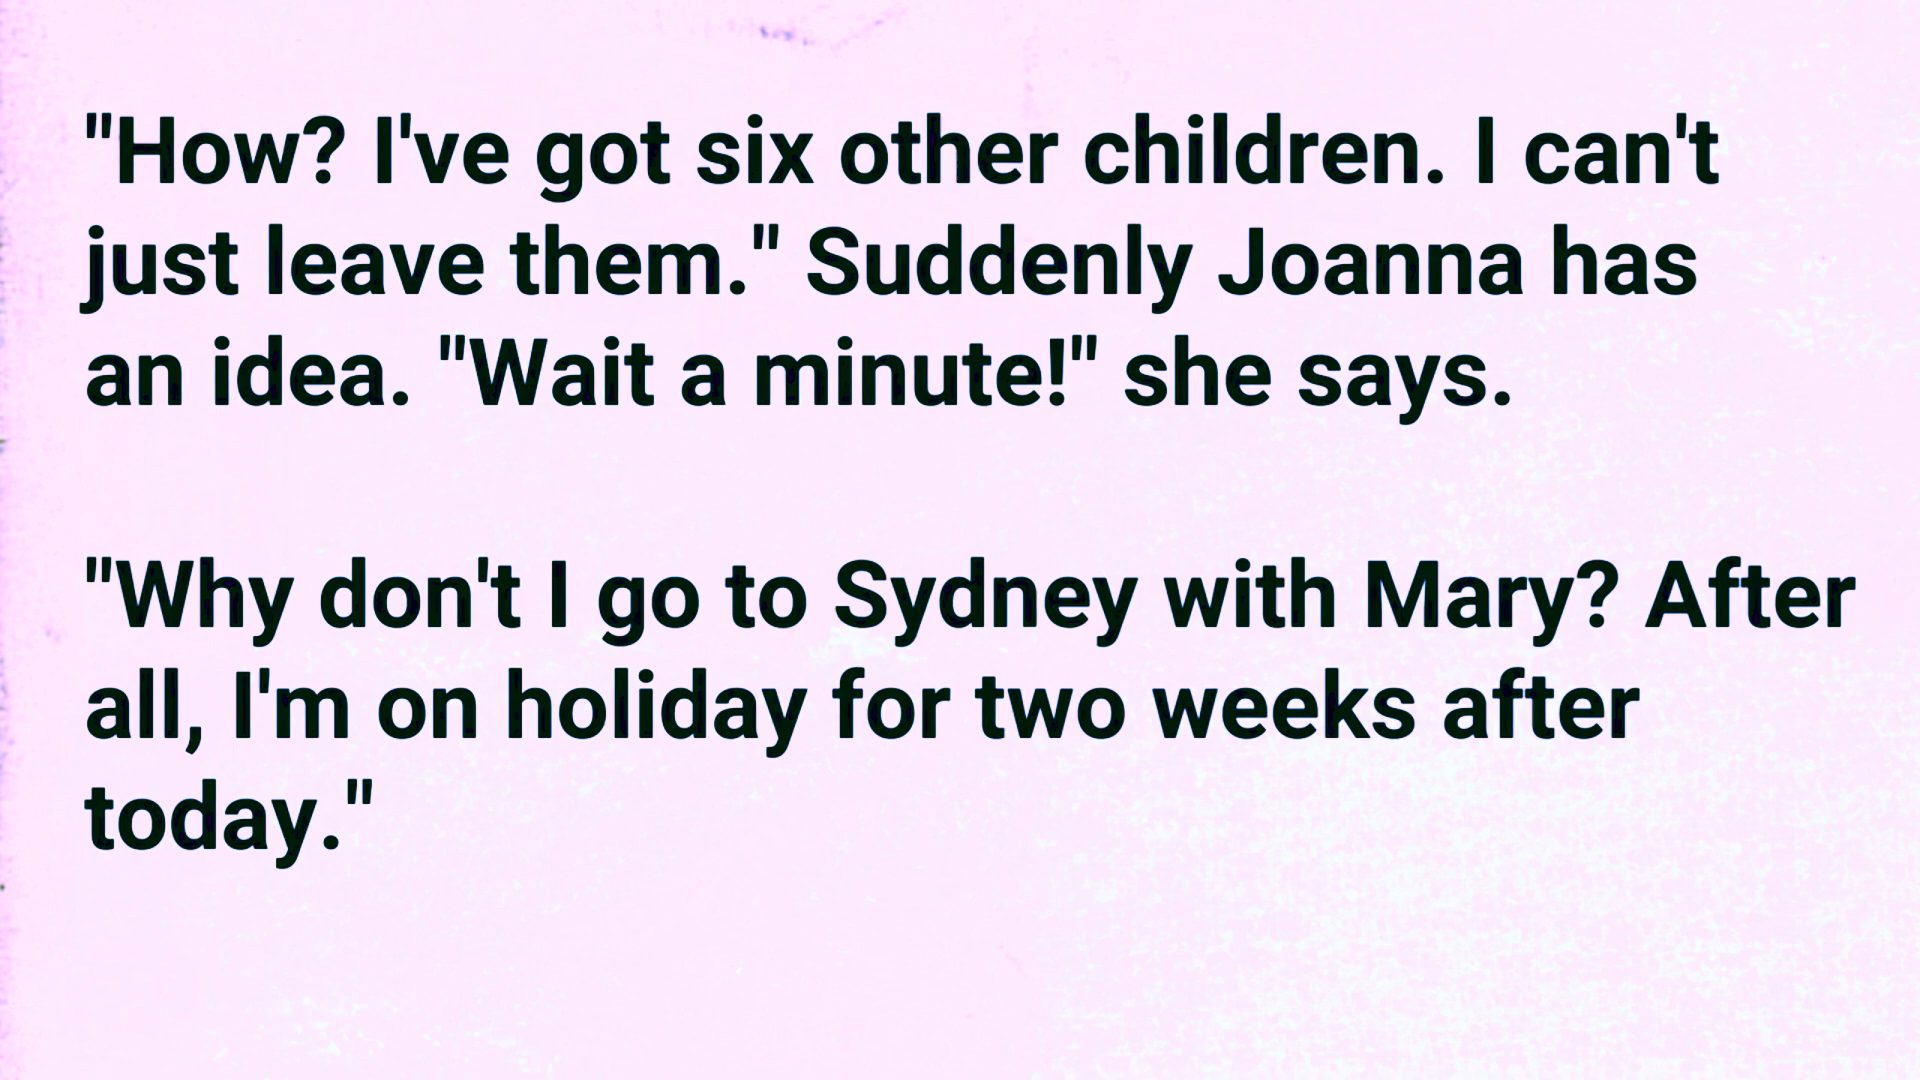 "How? I've got six other children. I can't
just leave them." Suddenly Joanna has
an idea. "Wait a minute!" she says.
"Why don't I go to Sydney with Mary? After
all, I'm on holiday for two weeks after
today."